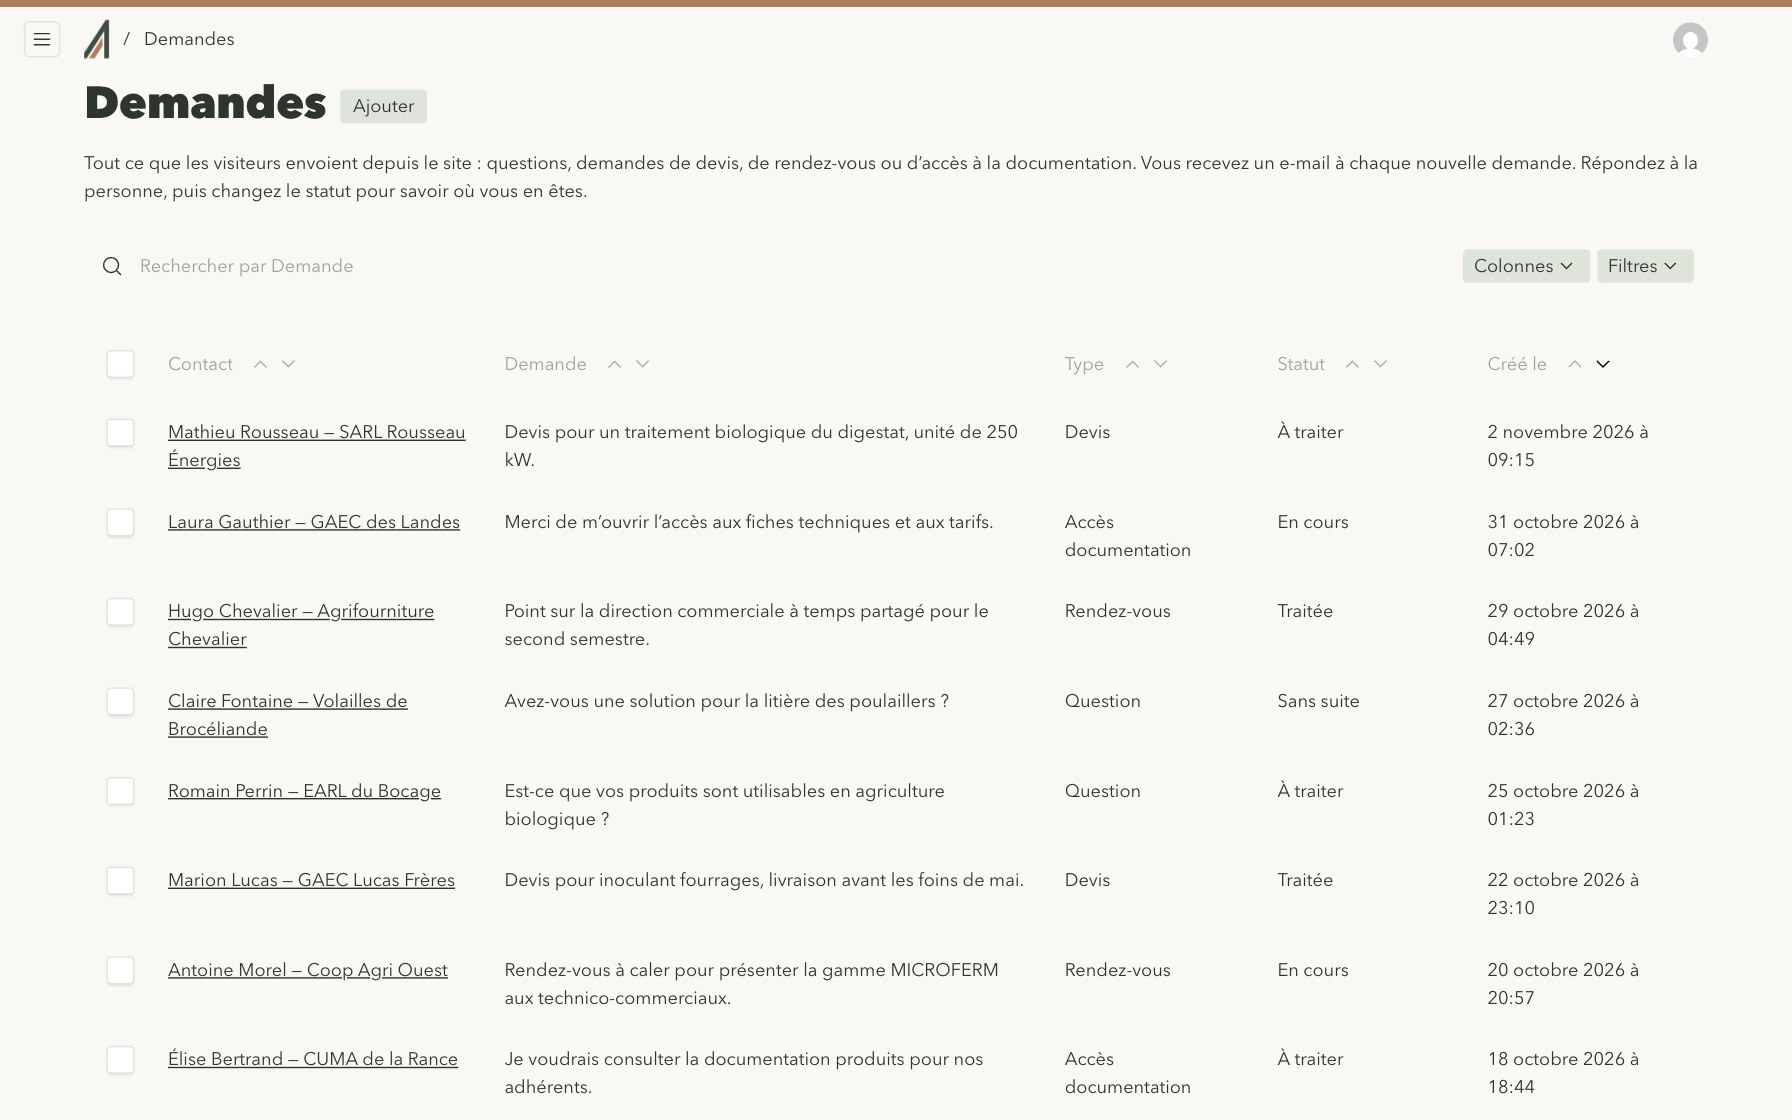 / Demandes
Demandes Ajouter
Tout ce que les visiteurs envoient depuis le site : questions, demandes de devis, de rendez-vous ou d’accès à la documentation. Vous recevez un e-mail à chaque nouvelle demande. Répondez à la
personne, puis changez le statut pour savoir où vous en êtes.
Rechercher par Demande Colonnes Filtres
Contact Demande Type Statut Créé le
Mathieu Rousseau — SARL Rousseau Devis pour un traitement biologique du digestat, unité de 250 Devis À traiter 2 novembre 2026 à
Énergies kW. 09:15
Laura Gauthier — GAEC des Landes Merci de m’ouvrir l’accès aux fiches techniques et aux tarifs. Accès En cours 31 octobre 2026 à
documentation 07:02
Hugo Chevalier — Agrifourniture Point sur la direction commerciale à temps partagé pour le Rendez-vous Traitée 29 octobre 2026 à
Chevalier second semestre. 04:49
Claire Fontaine — Volailles de Avez-vous une solution pour la litière des poulaillers ? Question Sans suite 27 octobre 2026 à
Brocéliande 02:36
Romain Perrin — EARL du Bocage Est-ce que vos produits sont utilisables en agriculture Question À traiter 25 octobre 2026 à
biologique ? 01:23
Marion Lucas — GAEC Lucas Frères Devis pour inoculant fourrages, livraison avant les foins de mai. Devis Traitée 22 octobre 2026 à
23:10
Antoine Morel — Coop Agri Ouest Rendez-vous à caler pour présenter la gamme MICROFERM Rendez-vous En cours 20 octobre 2026 à
aux technico-commerciaux. 20:57
Élise Bertrand — CUMA de la Rance Je voudrais consulter la documentation produits pour nos Accès À traiter 18 octobre 2026 à
adhérents. documentation 18:44